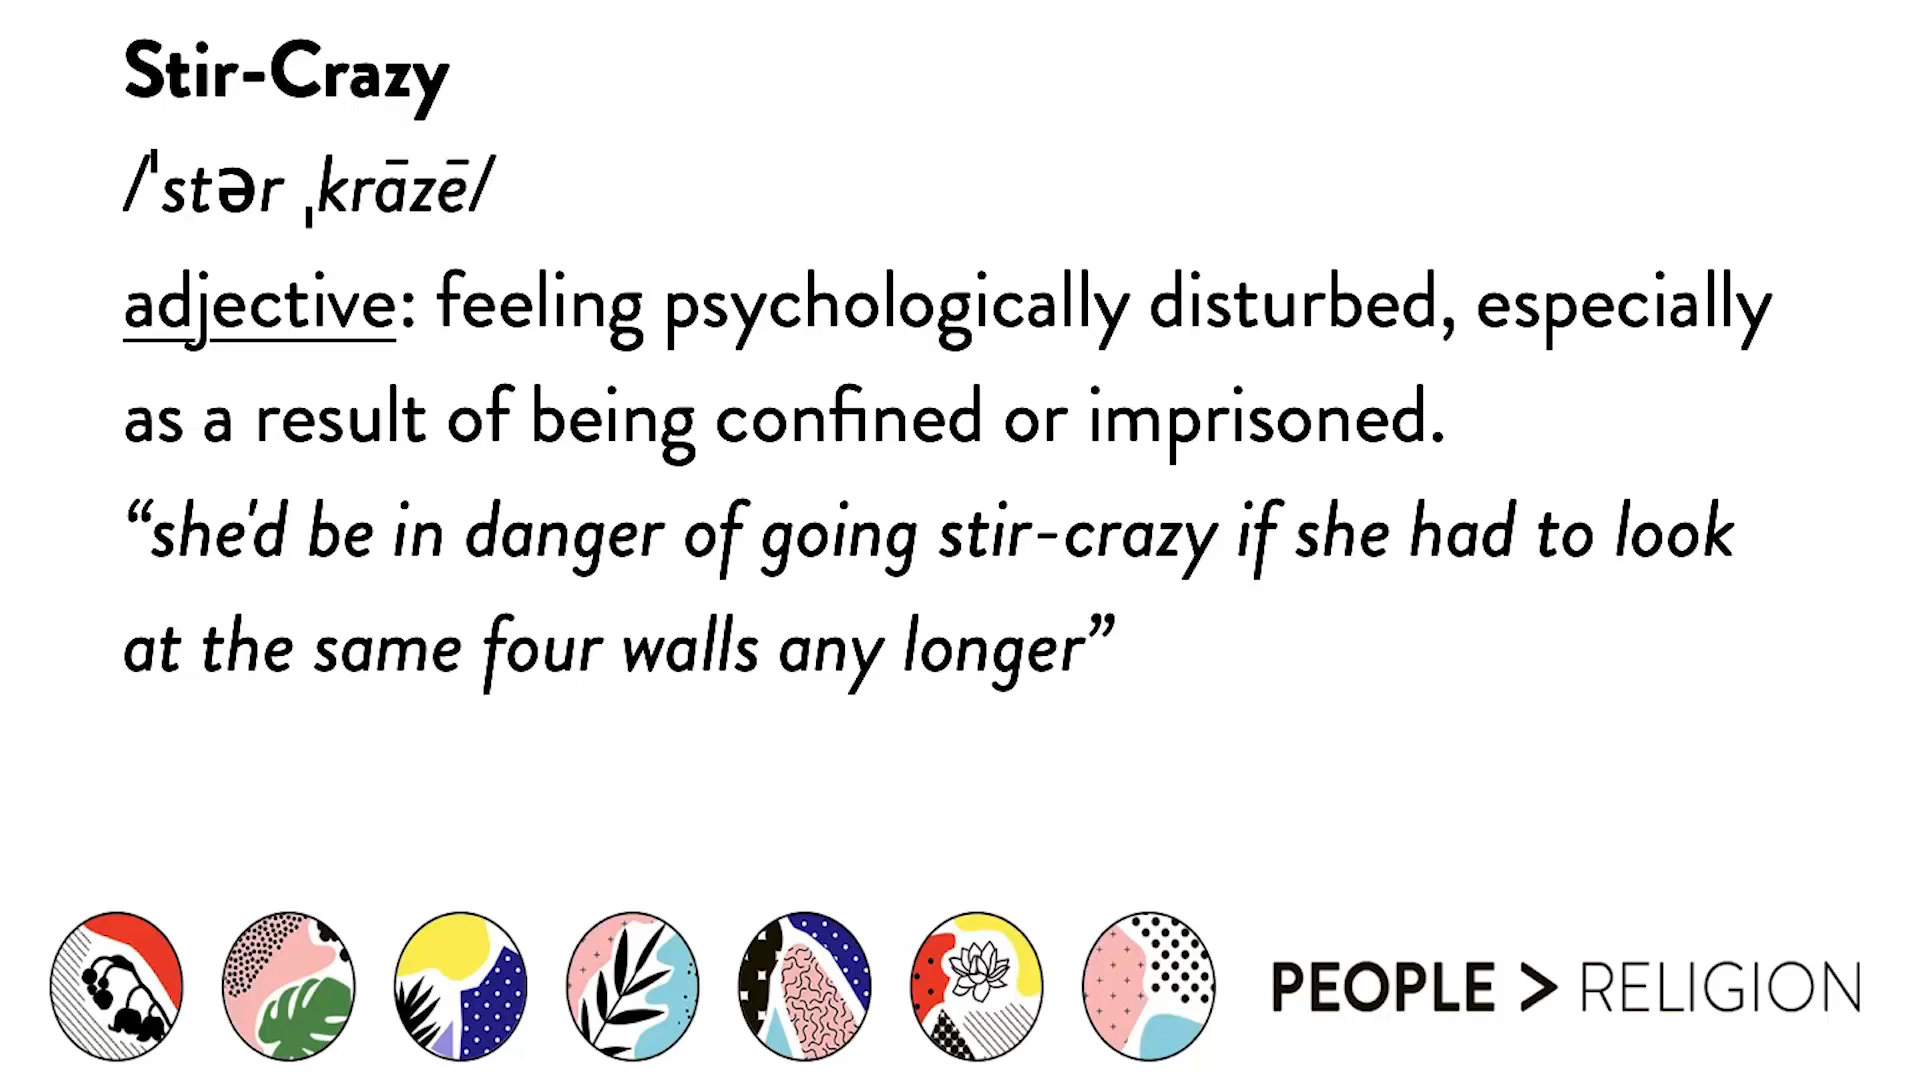 Stir-Crazy
/ˈstər ˌkrāzē/
adjective: feeling psychologically disturbed, especially
as a result of being confined or imprisoned.
“she'd be in danger of going stir-crazy if she had to look
at the same four walls any longer”
PEOPLE > RELIGION